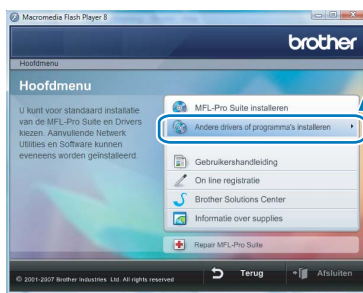 Macromedia Flash Player 8
brother
Hoofdmenu
Hoofdmenu
U kunt voor standaard installatie
van de MFL-Pro Suite en Drivers
kiezen. Aanvullende Netwerk
Utilities en Software kunnen
eveneens worden geïnstalleerd.
MFL-Pro Suite installeren
Andere drivers of programma's installeren
Gebruikershandleiding
On line registratie
Brother Solutions Center
Informatie over supplies
Repair MFL-Pro Suite
© 2001-2007 Brother Industries Ltd. All rights reserved
Terug
Afsluiten